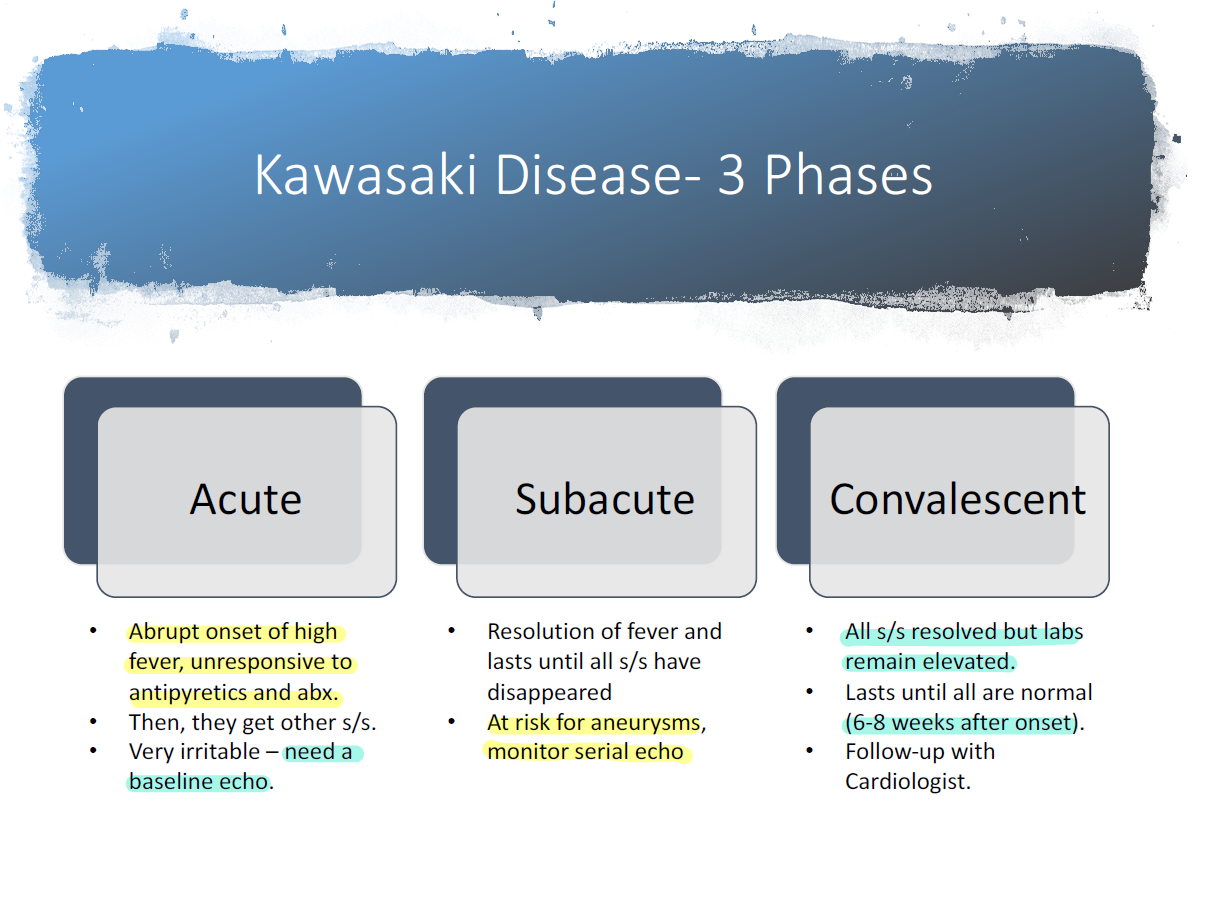 Kawasaki Disease- 3 Phases
Acute
• Abrupt onset of high
fever, unresponsive to
antipyretics and abx.
• Then, they get other s/s.
• Very irritable – need a
baseline echo.
Subacute
• Resolution of fever and
lasts until all s/s have
disappeared
• At risk for aneurysms,
monitor serial echo
Convalescent
• All s/s resolved but labs
remain elevated.
• Lasts until all are normal
(6-8 weeks after onset).
• Follow-up with
Cardiologist.